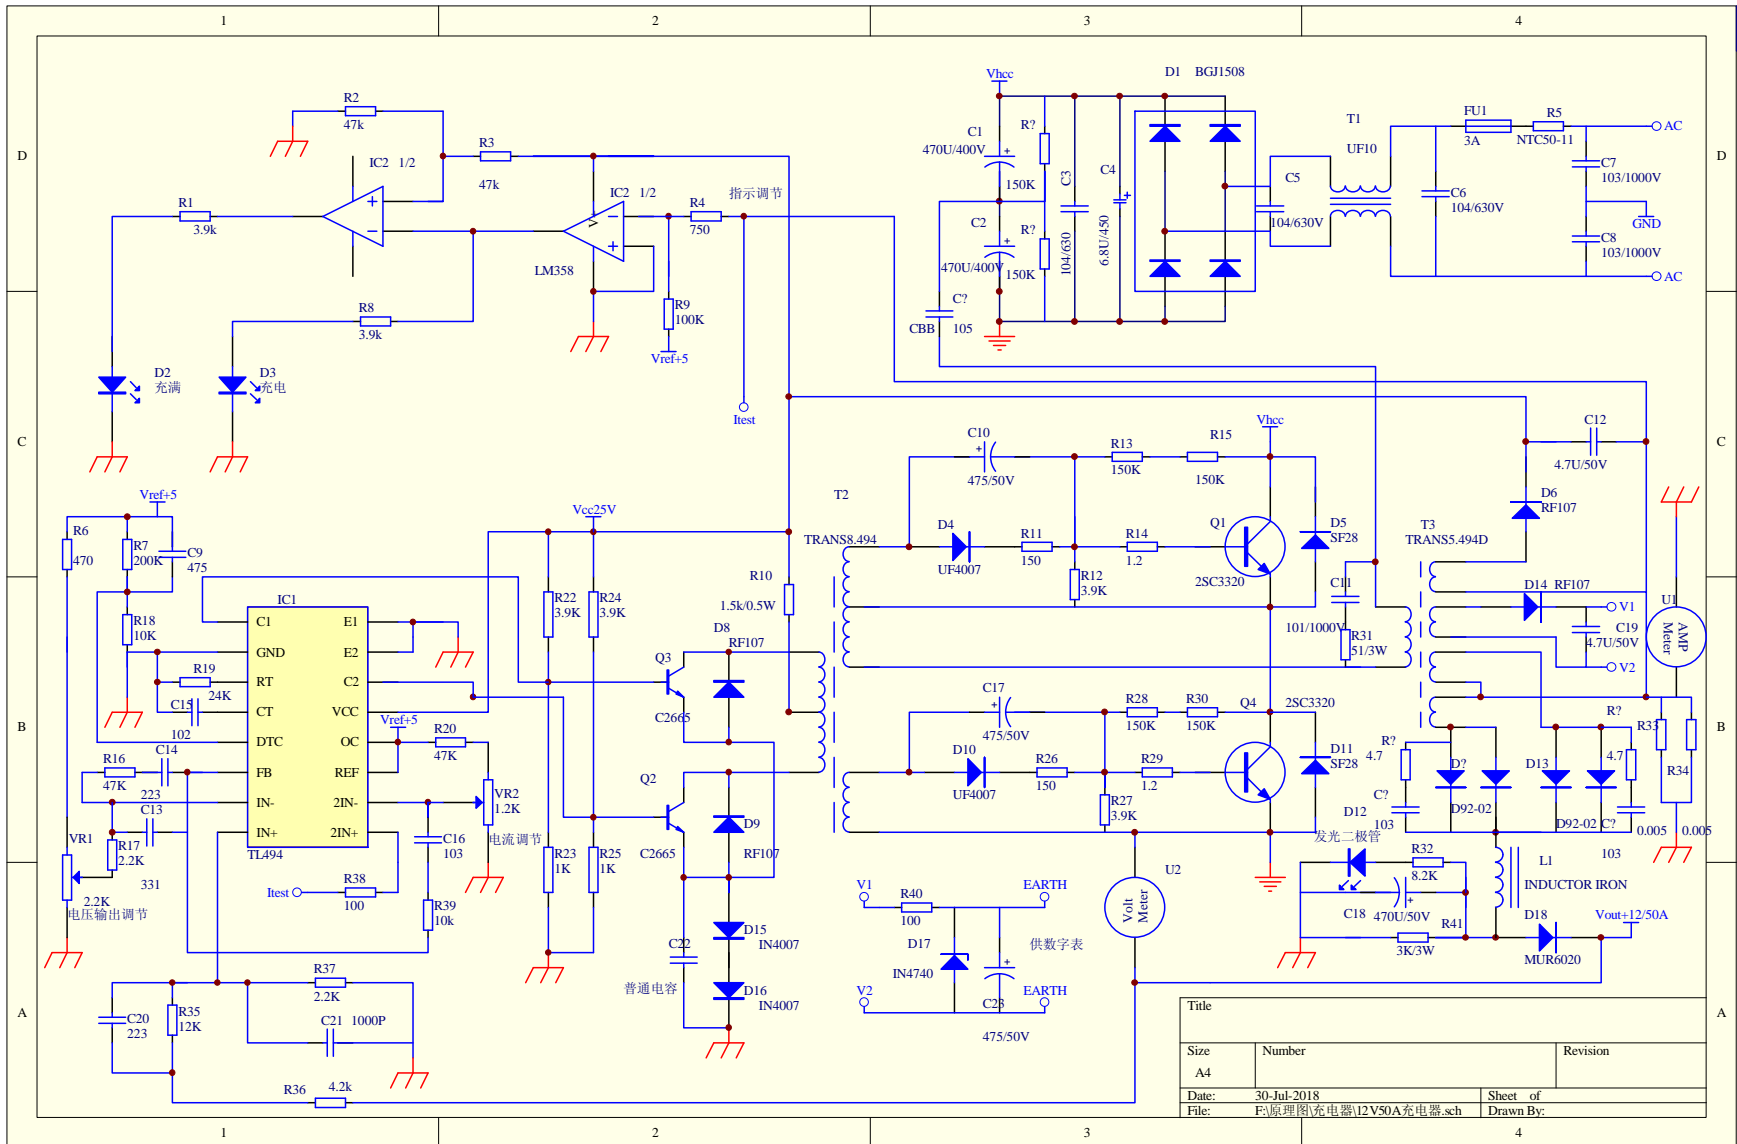 1 2 3 4
D
C
B
A
D
C
B
A
1 2 3 4
R2
47k
R3
47k
IC2 1/2
R1
3.9k
IC2 1/2
LM358
V+
R4
750
指示调节
R8
3.9k
R9
100K
Vref+5
D2
充满
D3
充电
Itest
Vhcc
D1 BGJ1508
C1
470U/400V
R?
150K
C2
470U/400V
R?
150K
C3
104/630
C4
6.8U/450
C5
104/630V
C?
CBB 105
T1
UF10
C6
104/630V
FU1
3A
R5
NTC50-11
AC
C7
103/1000V
GND
C8
103/1000V
AC
Vref+5
R6
470
R7
200K
C9
475
R18
10K
R19
24K
C15
102
R16
47K
C14
223
C13
331
VR1
2.2K
电压输出调节
R17
2.2K
IC1
C1 E1
GND E2
RT C2
CT VCC
DTC OC
FB REF
IN- 2IN-
IN+ 2IN+
TL494
Vref+5
R20
47K
VR2
1.2K
电流调节
C16
103
Itest
R38
100
R39
10k
R37
2.2K
C21 1000P
C20
223
R35
12K
R36 4.2k
Vcc25V
R22
3.9K
R24
3.9K
R23
1K
R25
1K
R10
1.5k/0.5W
D8
RF107
Q3
C2665
Q2
C2665
D9
RF107
C22
普通电容
D15
IN4007
D16
IN4007
T2
TRANS8.494
C10
475/50V
R13
150K
R15
150K
Vhcc
D4
UF4007
R11
150
R14
1.2
R12
3.9K
Q1
2SC3320
D5
SF28
C17
475/50V
R28
150K
R30
150K
Q4
2SC3320
D10
UF4007
R26
150
R29
1.2
R27
3.9K
D11
SF28
C11
101/1000V
R31
51/3W
T3
TRANS5.494D
C12
4.7U/50V
D6
RF107
D14 RF107
V1
C19
4.7U/50V
V2
U1
AMP
Meter
R?
4.7
C?
103
D?
D92-02
D13
D92-02
R?
4.7
C?
103
R33
0.005
R34
0.005
D12
发光二极管
R32
8.2K
C18 470U/50V
R41
3K/3W
L1
INDUCTOR IRON
D18
MUR6020
Vout+12/50A
U2
Volt
Meter
V1
R40
100
EARTH
D17
IN4740
供数字表
C23
475/50V
V2
EARTH
Title
Size
A4
Number
Revision
Date: 30-Jul-2018
Sheet of
File: F:\原理图\充电器\12V50A充电器.sch
Drawn By: